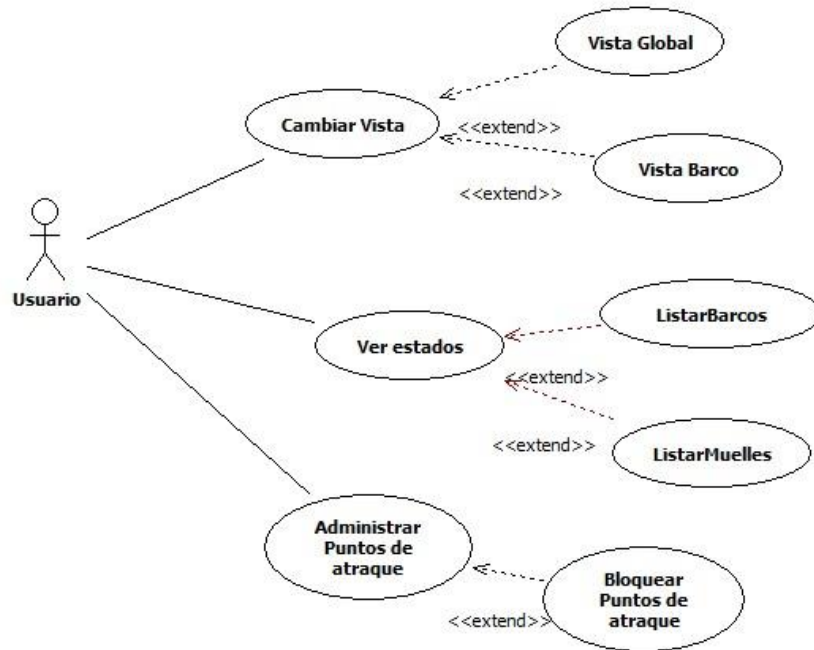 Vista Global
Cambiar Vista
<<extend>>
Vista Barco
<<extend>>
Usuario
ListarBarcos
Ver estados
<<extend>>
<<extend>>
ListarMuelles
Administrar
Puntos de
atraque
Bloquear
Puntos de
atraque
<<extend>>